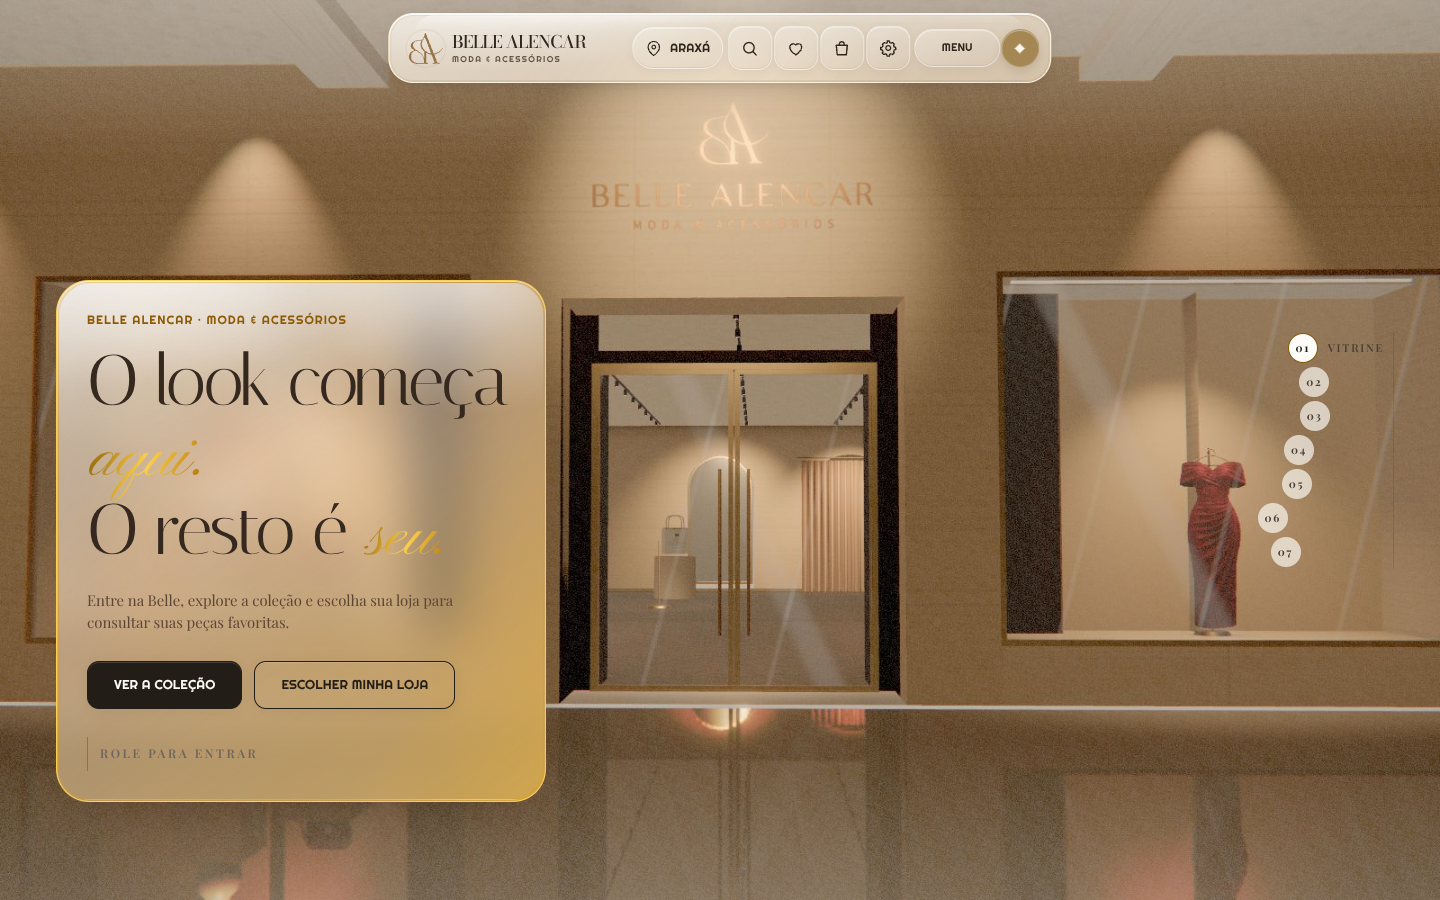 BELLE ALENCAR
MODA & ACESSÓRIOS
ARAXÁ
MENU
BELLE ALENCAR
MODA & ACESSÓRIOS
BELLE ALENCAR · MODA & ACESSÓRIOS
O look começa
aqui.
O resto é seu.
Entre na Belle, explore a coleção e escolha sua loja para
consultar suas peças favoritas.
VER A COLEÇÃO
ESCOLHER MINHA LOJA
ROLE PARA ENTRAR
01 VITRINE
02
03
04
05
06
07